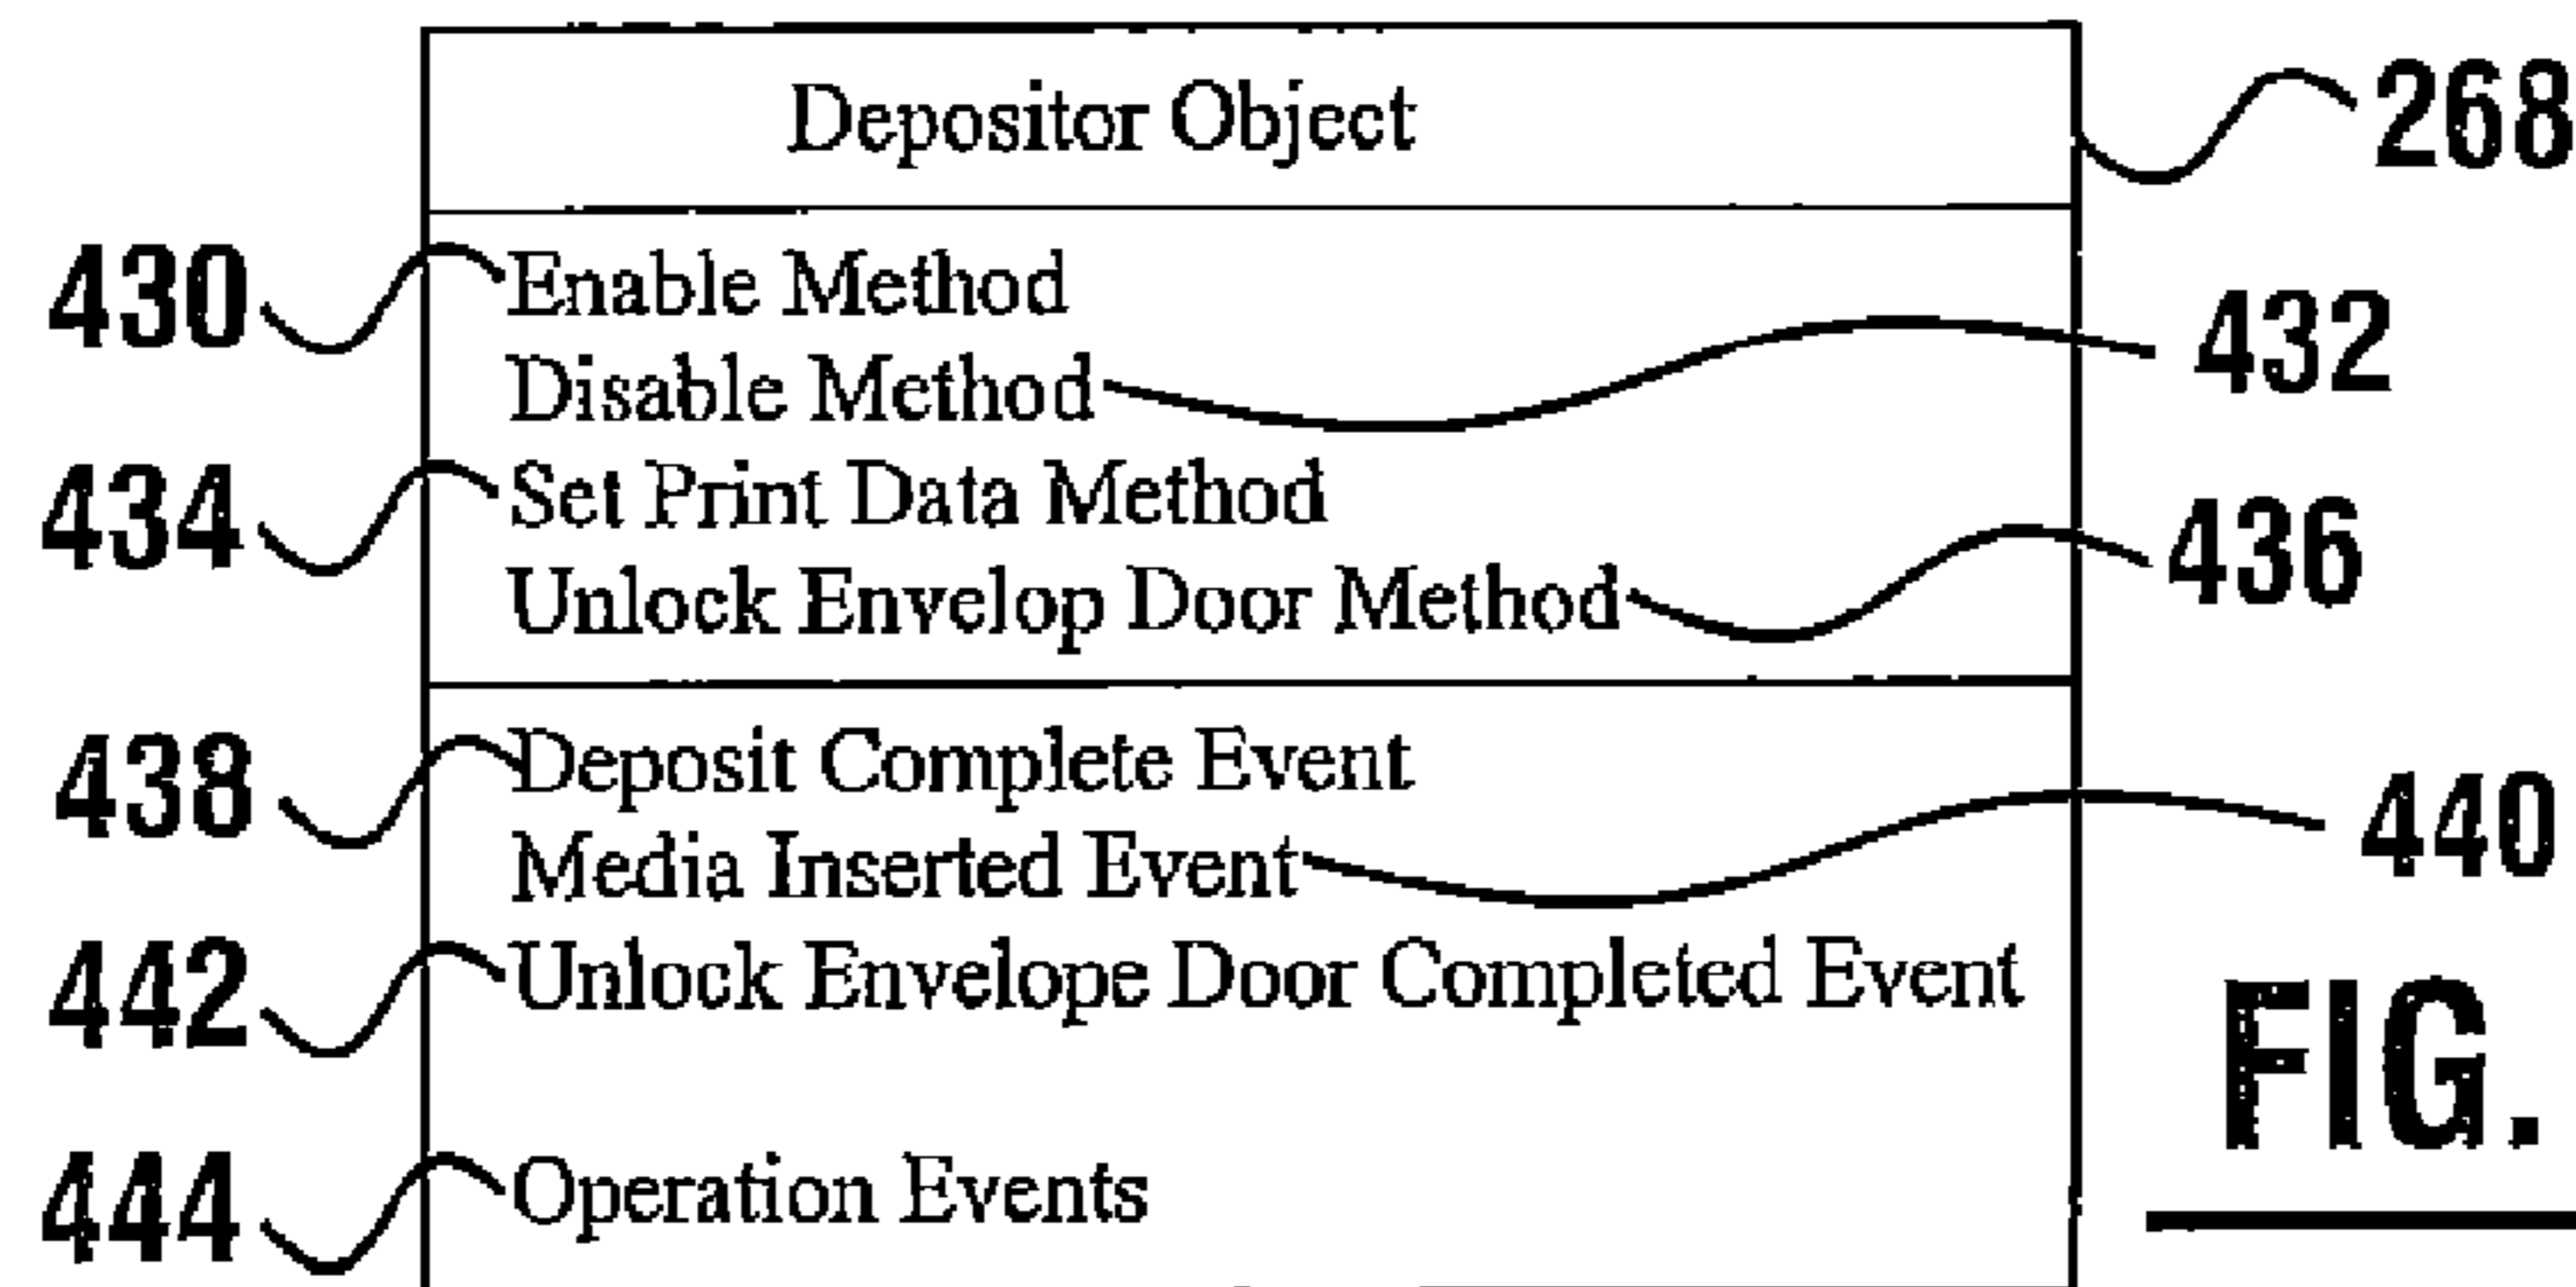 Depositor Object 268
430 Enable Method
Disable Method 432
434 Set Print Data Method
Unlock Envelop Door Method 436
438 Deposit Complete Event
Media Inserted Event 440
442 Unlock Envelope Door Completed Event
FIG.
444 Operation Events